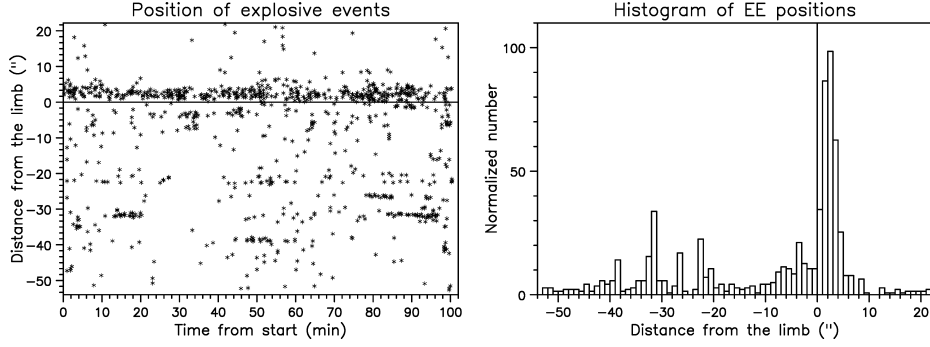 Position of explosive events
Distance from the limb (")
20
10
0
−10
−20
−30
−40
−50
0 10 20 30 40 50 60 70 80 90 100
Time from start (min)
Histogram of EE positions
Normalized number
100
50
0
−50 −40 −30 −20 −10 0 10 20
Distance from the limb (")